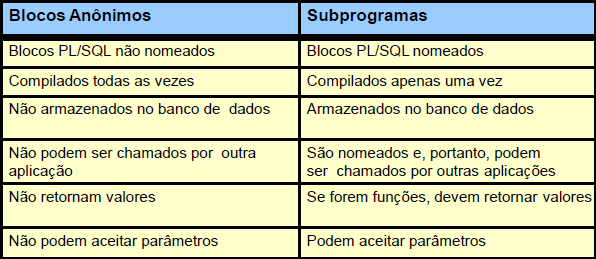 Blocos Anônimos
Subprogramas
Blocos PL/SQL não nomeados
Blocos PL/SQL nomeados
Compilados todas as vezes
Compilados apenas uma vez
Não armazenados no banco de dados
Armazenados no banco de dados
Não podem ser chamados por outra
aplicação
São nomeados e, portanto, podem
ser chamados por outras aplicações
Não retornam valores
Se forem funções, devem retornar valores
Não podem aceitar parâmetros
Podem aceitar parâmetros